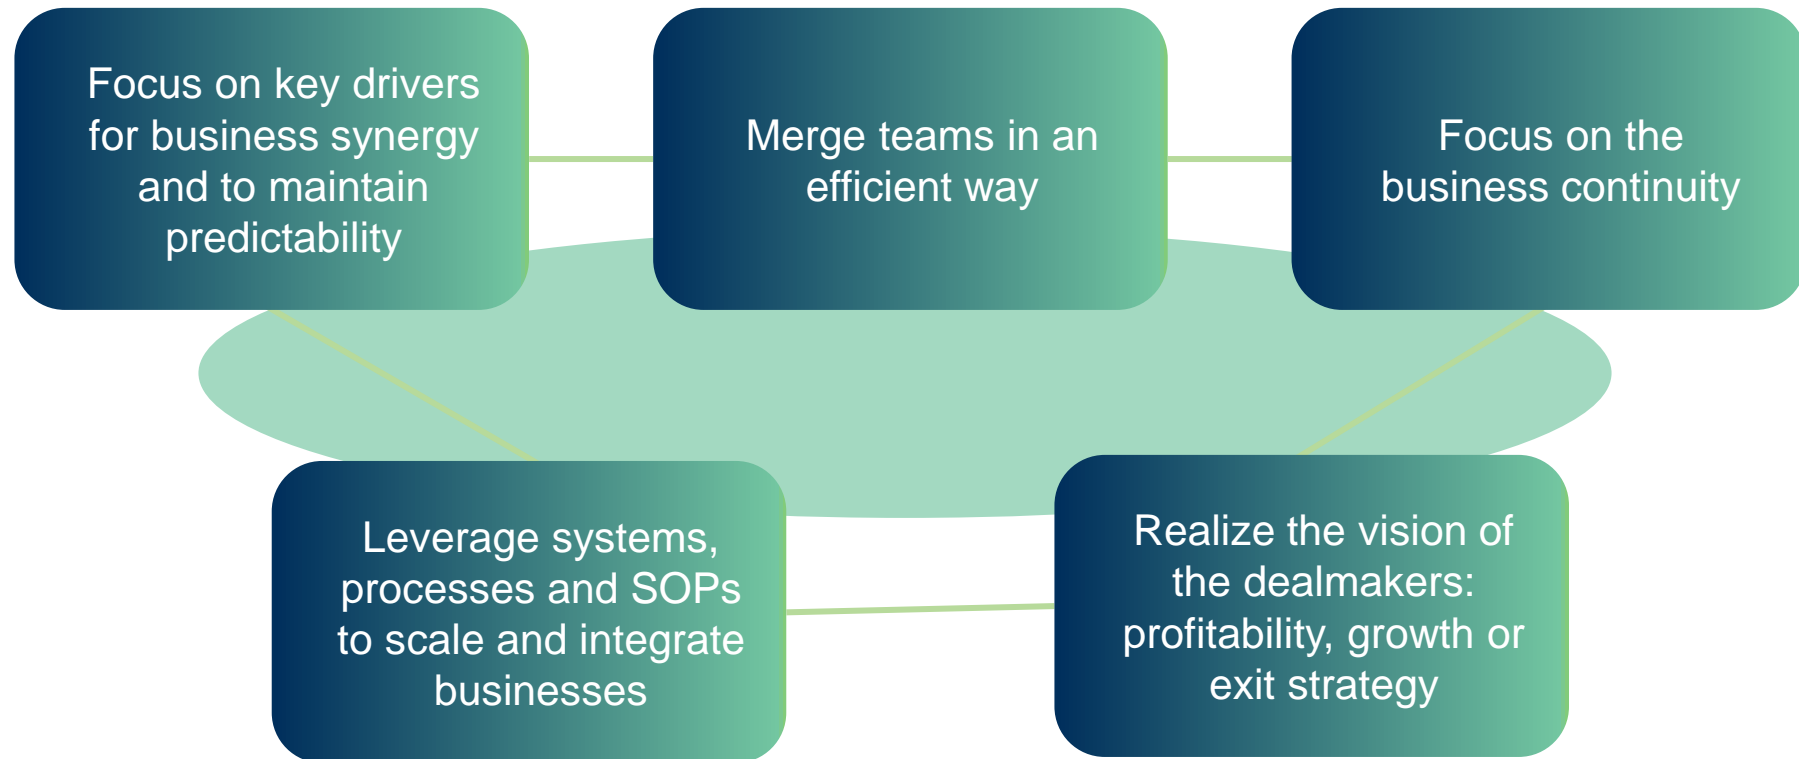 Focus on key drivers
for business synergy
and to maintain
predictability
Merge teams in an
efficient way
Focus on the
business continuity
Leverage systems,
processes and SOPs
to scale and integrate
businesses
Realize the vision of
the dealmakers:
profitability, growth or
exit strategy